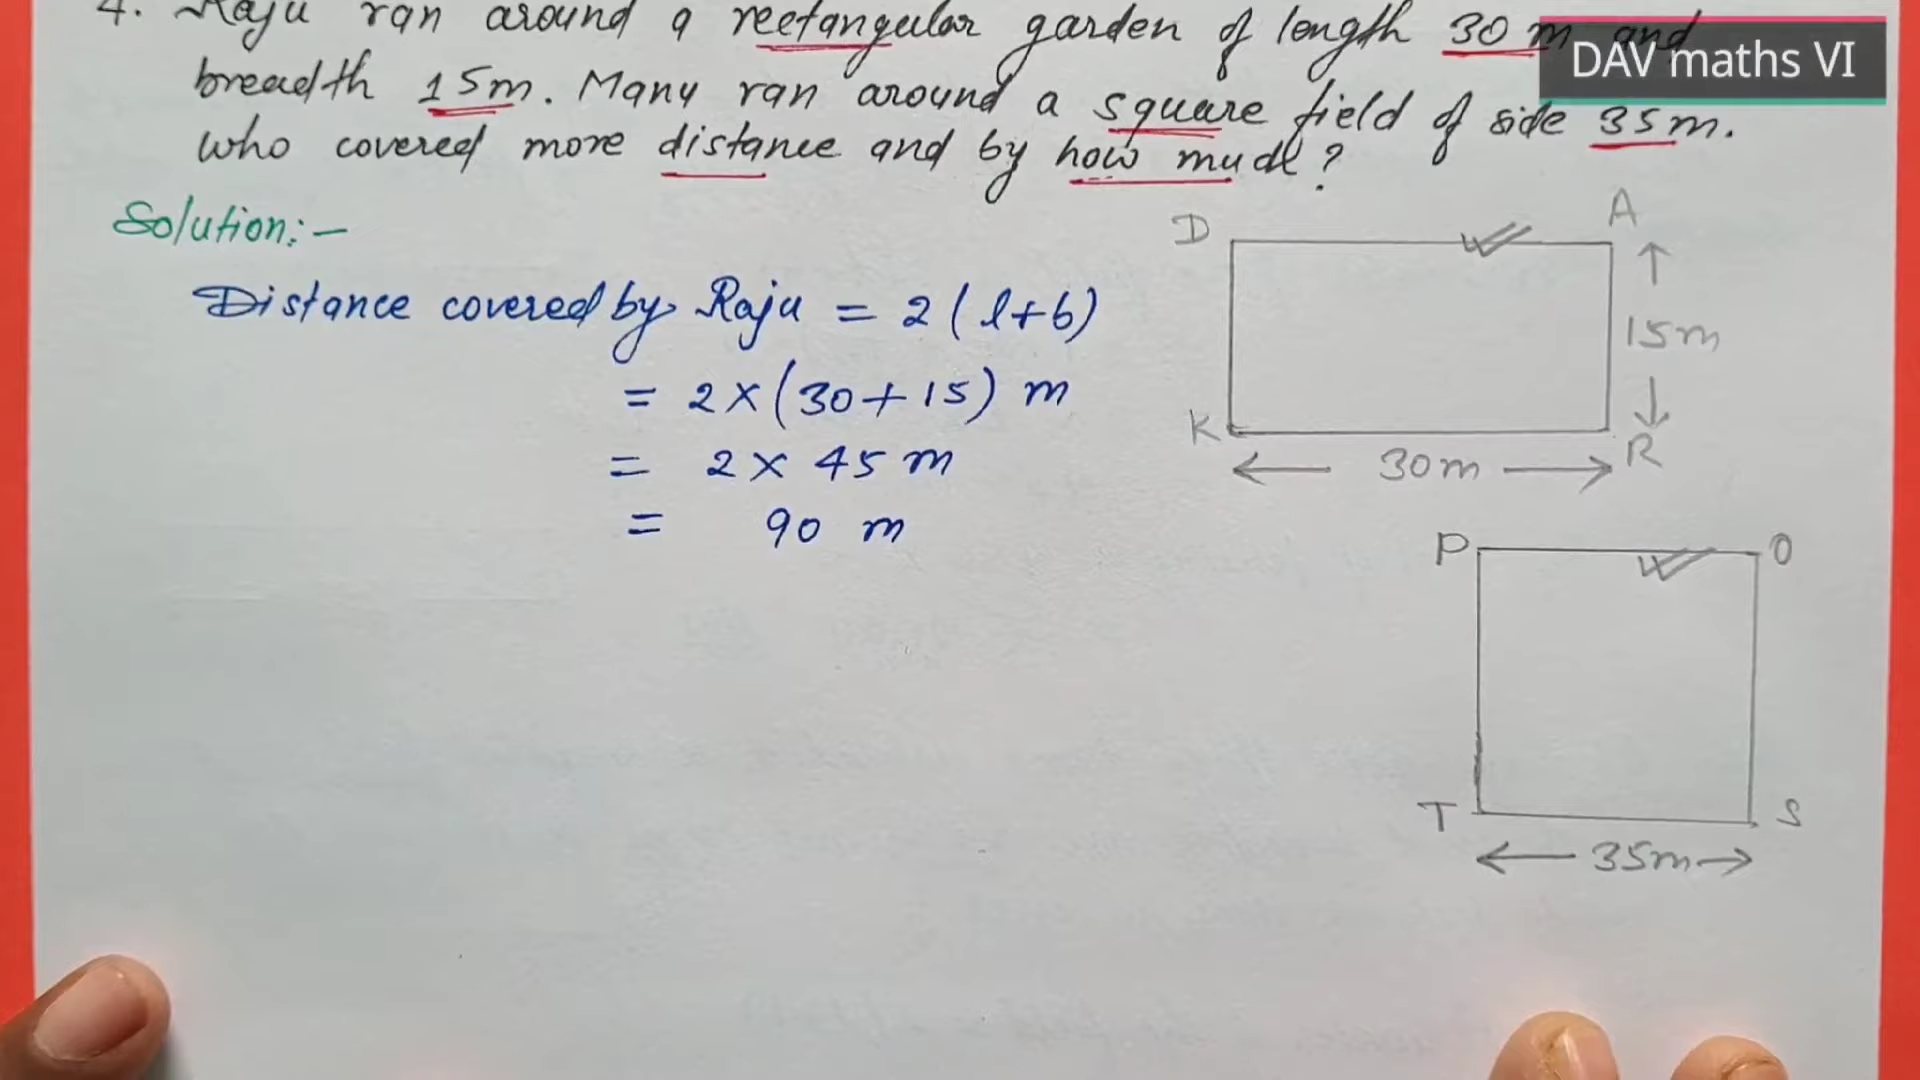 4. Raju ran around a rectangular garden of length 30 m and
DAV maths VI
breadth 15m. Many ran around a square field of side 35m.
who covered more distance and by how much?
Solution:-
D A
Distance covered by Raju = 2(l+b)
15m
= 2×(30+15) m
K R
= 2× 45 m
30m
= 90 m
P O
T S
35m